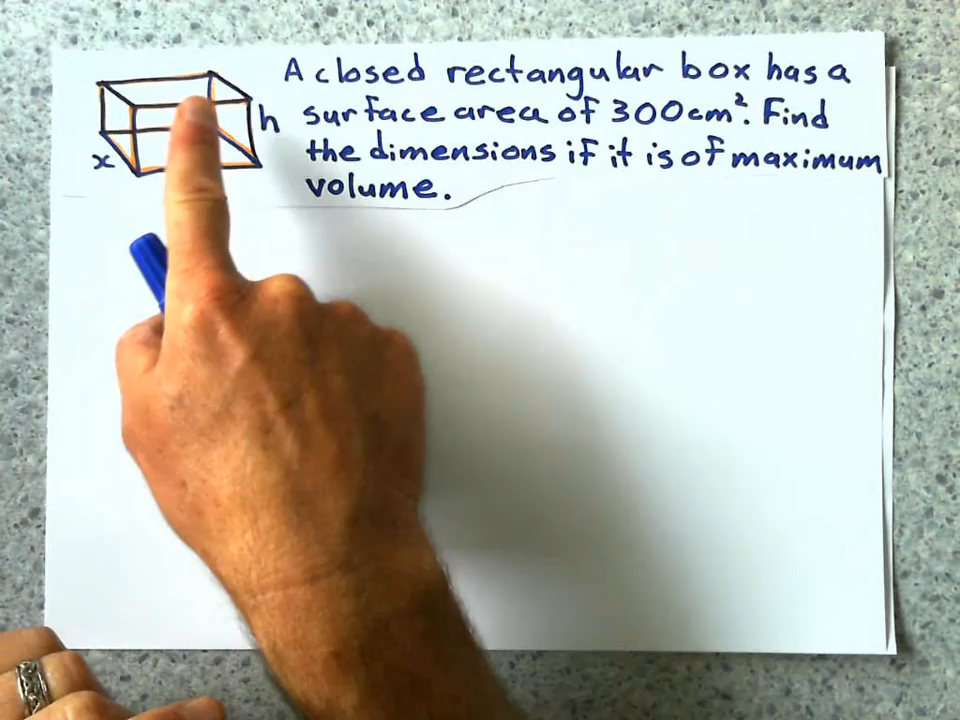 A closed rectangular box has a
h surface area of 300cm². Find
x the dimensions if it is of maximum
volume.